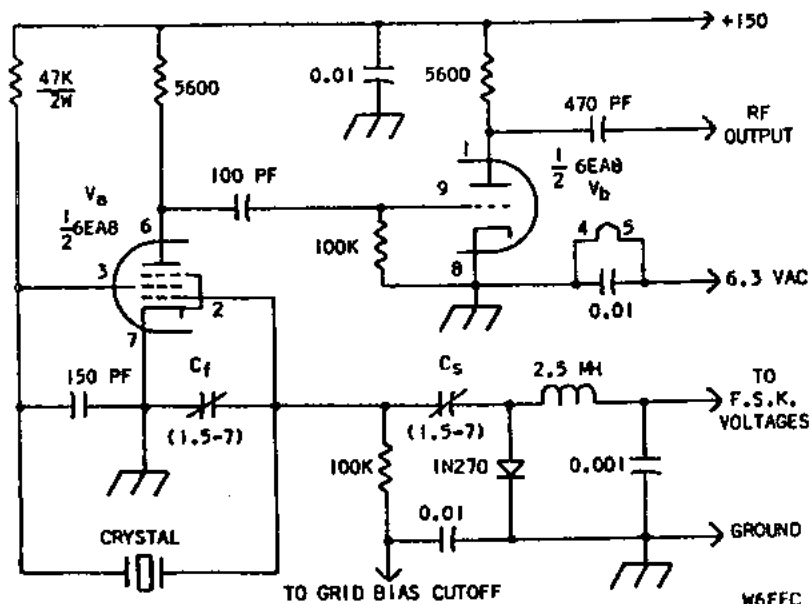 +150
47K
2W
5600
0.01
5600
470 PF
RF
OUTPUT
1
1/2 6EA8
Vb
100 PF
9
Va
1/2 6EA8
6
100K
4
5
3
2
8
7
0.01
6.3 VAC
150 PF
Cf
(1.5-7)
Cs
(1.5-7)
2.5 MH
TO
F.S.K.
VOLTAGES
100K
1N270
0.001
0.01
CRYSTAL
GROUND
TO GRID BIAS CUTOFF
W6FFC